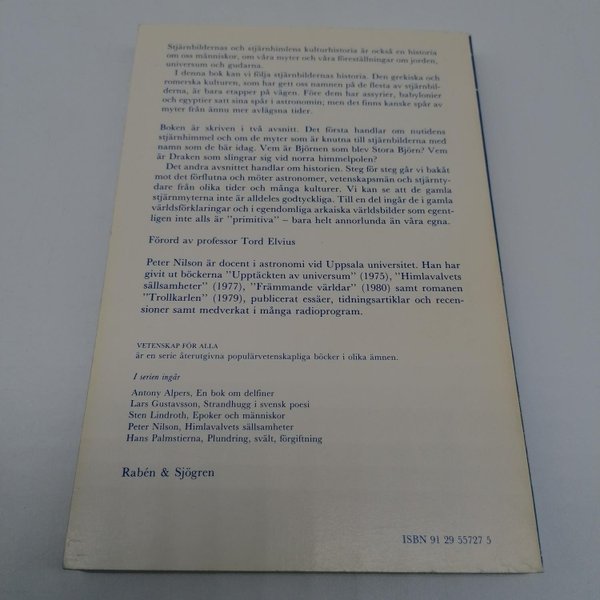 Stjärnbildernas och stjärnhimlens kulturhistoria är också en historia
om oss människor, om våra myter och våra föreställningar om jorden,
universum och gudarna.
I denna bok kan vi följa stjärnbildernas historia. Den grekiska och
romerska kulturen, som har gett oss namnen på de flesta av stjärnbil-
derna, är bara etapper på vägen. Före dem har assyrier, babylonier
och egyptier satt sina spår i astronomin; men det finns kanske spår av
myter från ännu mer avlägsna tider.
Boken är skriven i två avsnitt. Det första handlar om nutidens
stjärnhimmel och om de myter som är knutna till stjärnbilderna med
namn som de bär idag. Vem är Björnen som blev Stora Björn? Vem
är Draken som slingrar sig vid norra himmelpolen?
Det andra avsnittet handlar om historien. Steg för steg går vi bakåt
mot det förflutna och möter astronomer, vetenskapsmän och stjärnty-
dare från olika tider och många kulturer. Vi kan se att de gamla
stjärnmyterna inte är alldeles godtyckliga. Till en del ingår de i gamla
världsförklaringar och i egendomliga arkaiska världsbilder som egent-
ligen inte alls är "primitiva" – bara helt annorlunda än våra egna.
Förord av professor Tord Elvius
Peter Nilson är docent i astronomi vid Uppsala universitet. Han har
givit ut böckerna "Upptäckten av universum" (1975), "Himlavalvets
sällsamheter" (1977), "Främmande världar" (1980) samt romanen
"Trollkarlen" (1979), publicerat essäer, tidningsartiklar och recen-
sioner samt medverkat i många radioprogram.
VETENSKAP FÖR ALLA
är en serie återutgivna populärvetenskapliga böcker i olika ämnen.
I serien ingår
Antony Alpers, En bok om delfiner
Lars Gustavsson, Strandhugg i svensk poesi
Sten Lindroth, Epoker och människor
Peter Nilson, Himlavalvets sällsamheter
Hans Palmstierna, Plundring, svält, förgiftning
Rabén & Sjögren
ISBN 91 29 55727 5